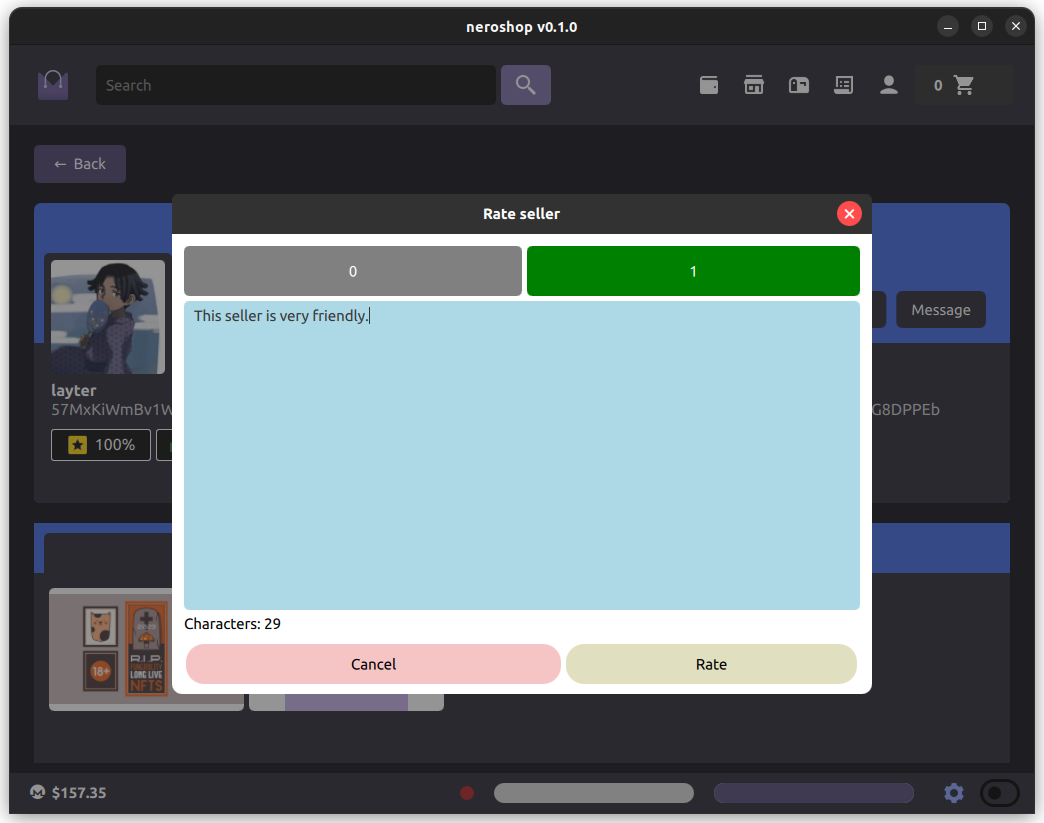 neroshop v0.1.0
Search
0
← Back
Rate seller
0
1
This seller is very friendly.
Message
layter
57MxKiWmBv1W
G8DPPEb
100%
18+
R.I.P.
LONG LIVE
NFTS
Characters: 29
Cancel
Rate
$157.35